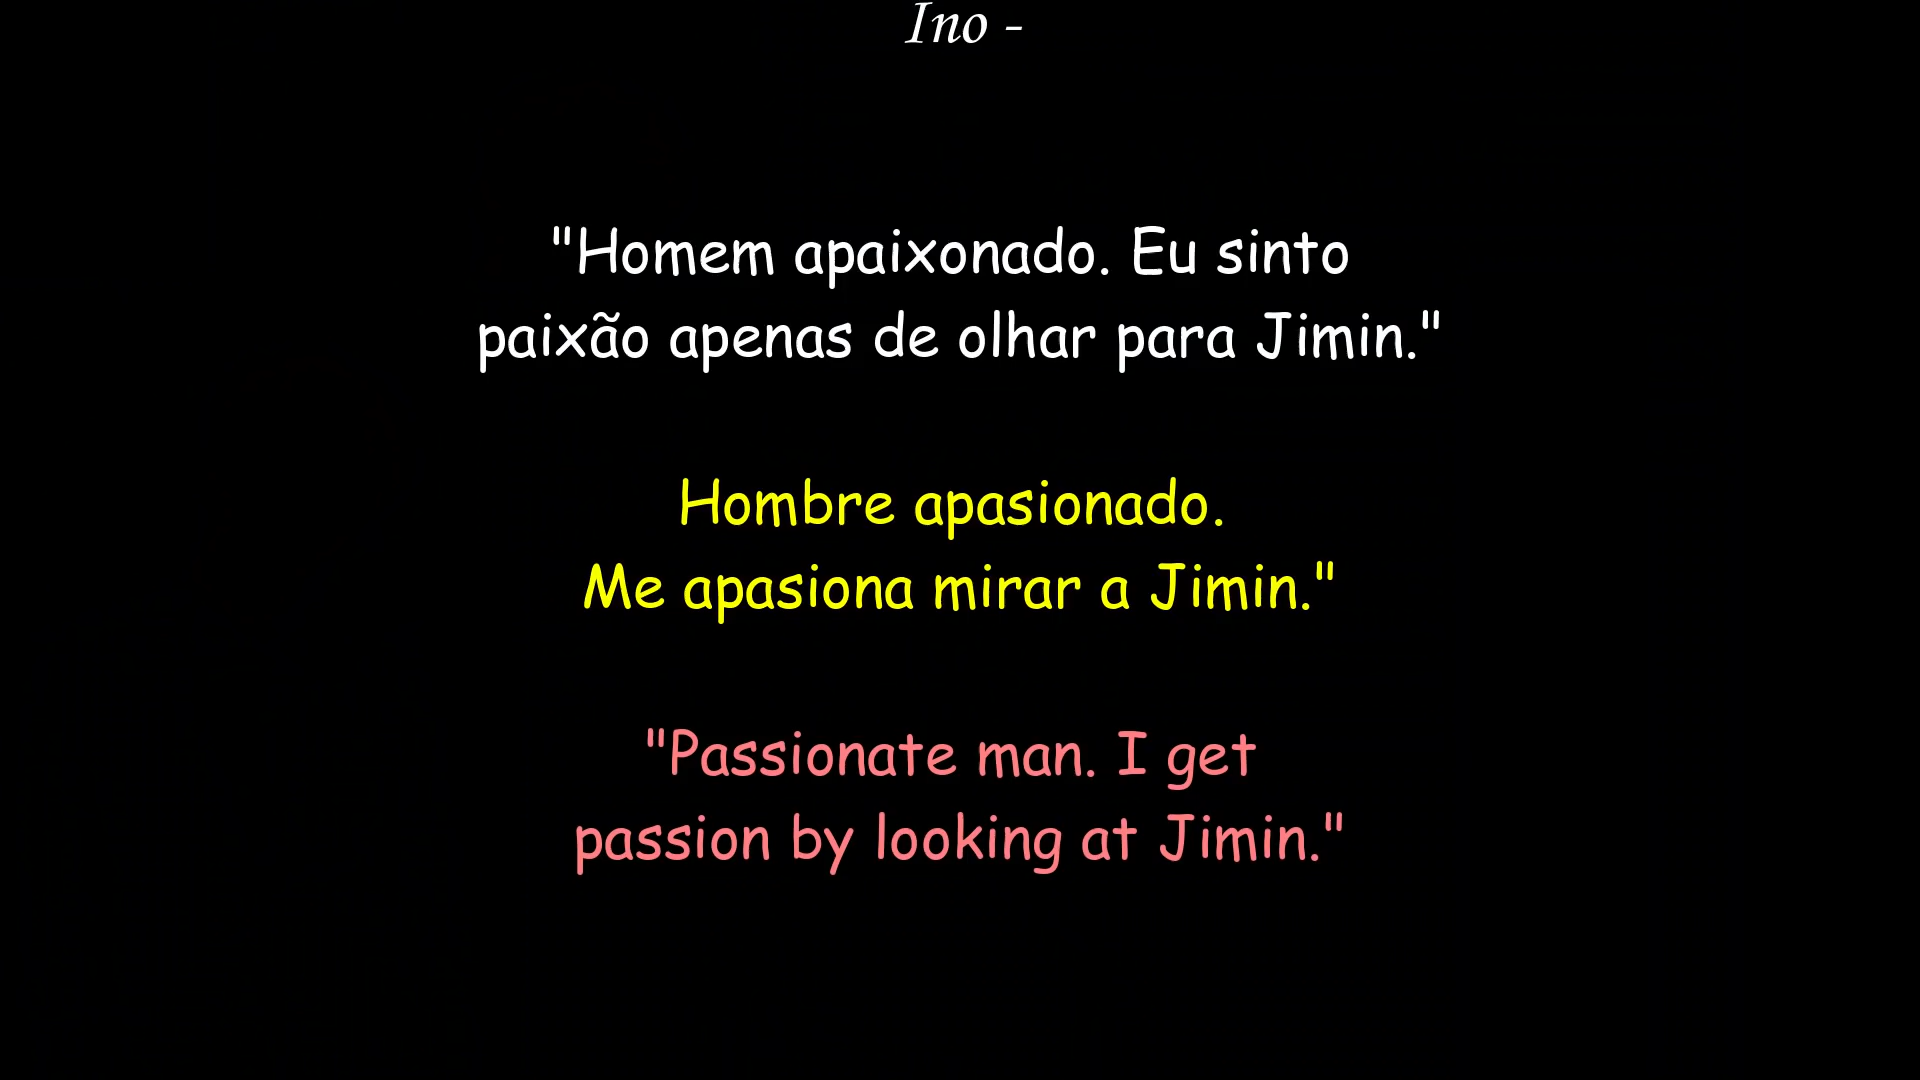 Ino -
"Homem apaixonado. Eu sinto
paixão apenas de olhar para Jimin."
Hombre apasionado.
Me apasiona mirar a Jimin."
"Passionate man. I get
passion by looking at Jimin."